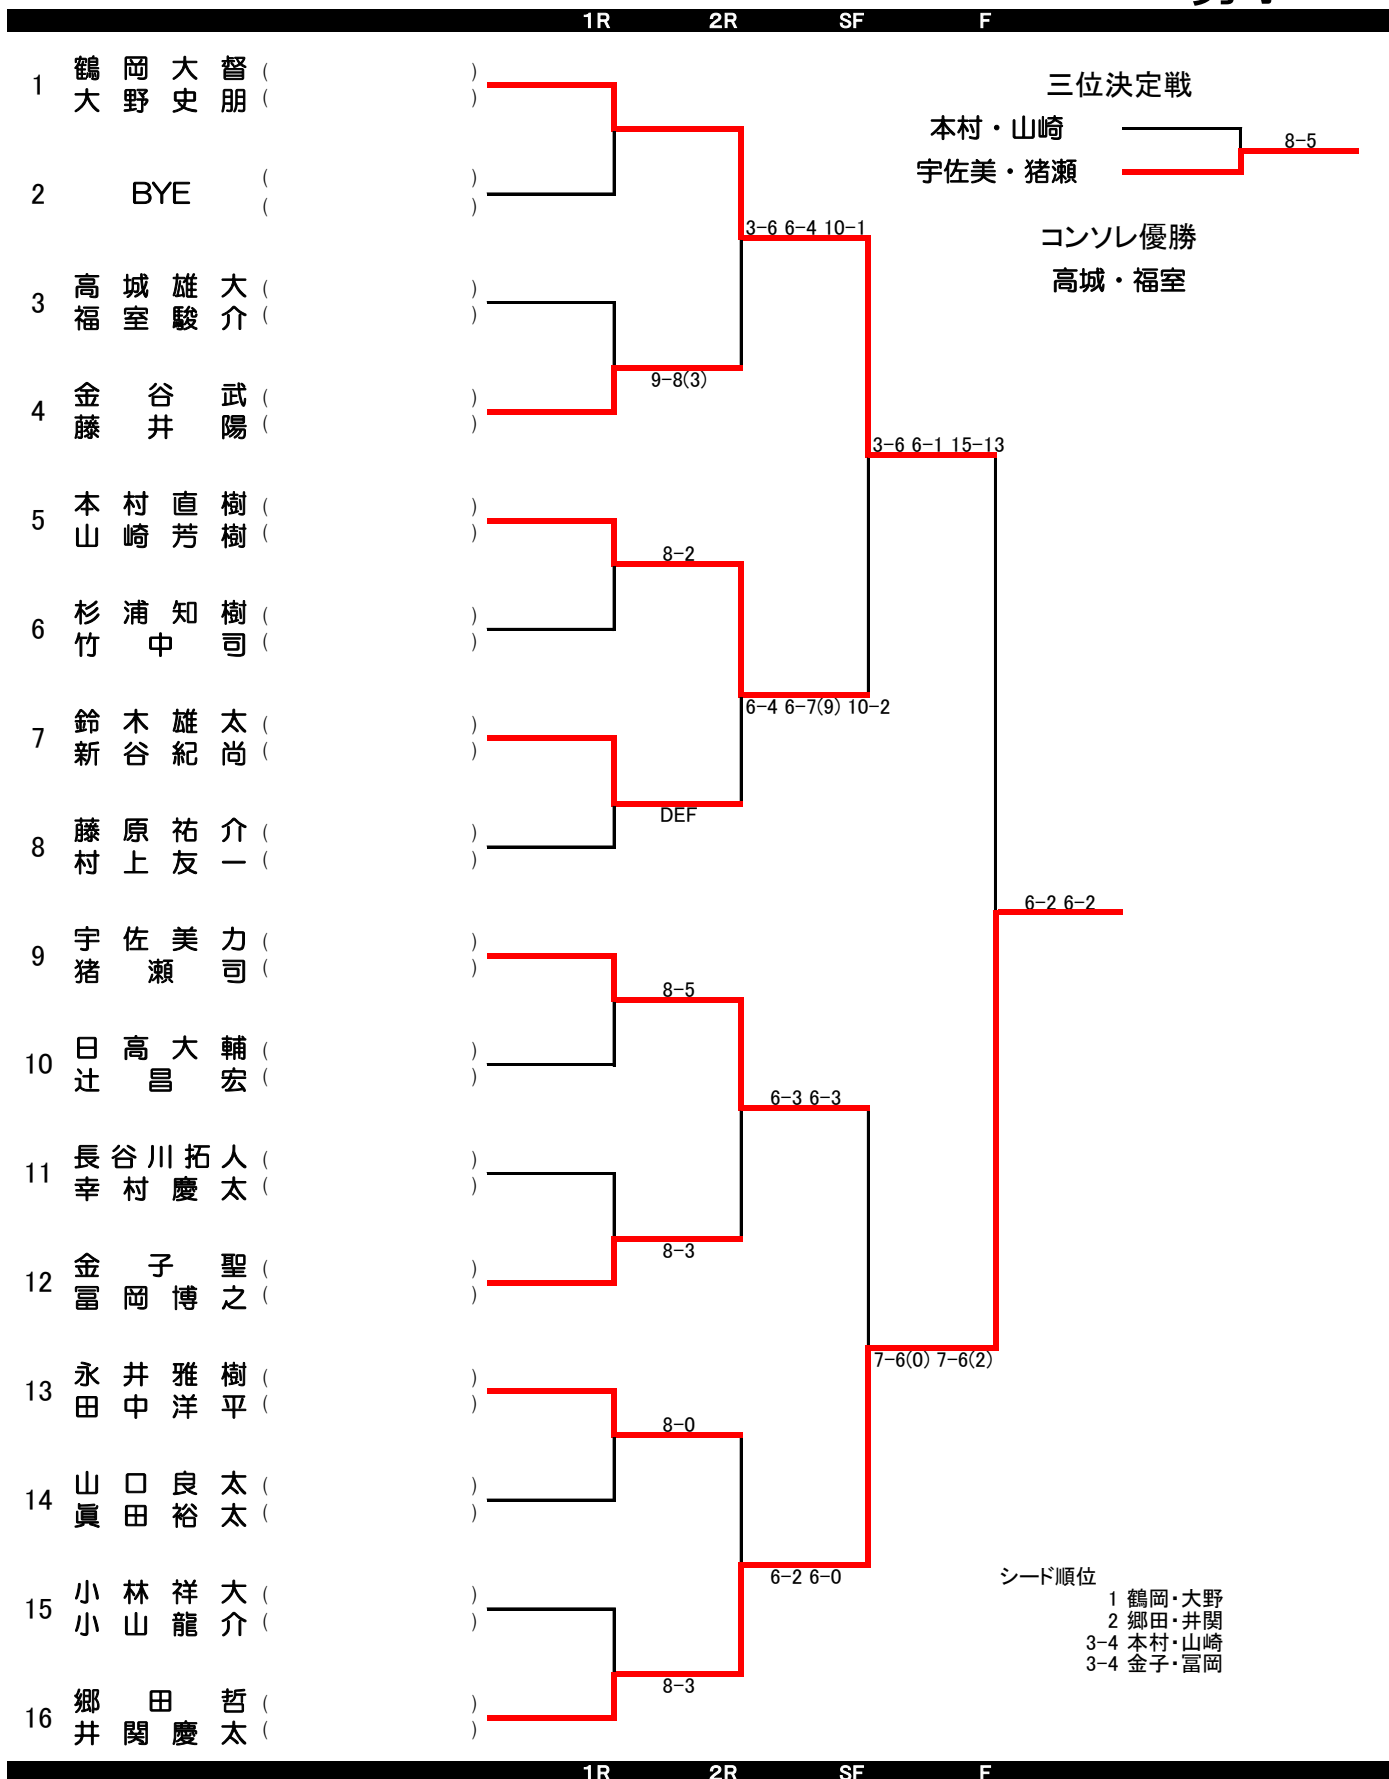 1R 2R SF F
1 鶴岡大督 ( )
大野史朋 ( )
三位決定戦
本村・山崎
8-5
宇佐美・猪瀬
2 BYE ( )
( )
3-6 6-4 10-1
コンソレ優勝
高城・福室
3 高城雄大 ( )
福室駿介 ( )
9-8(3)
4 金谷武 ( )
藤井陽 ( )
3-6 6-1 15-13
5 本村直樹 ( )
山崎芳樹 ( )
8-2
6 杉浦知樹 ( )
竹中司 ( )
6-4 6-7(9) 10-2
7 鈴木雄太 ( )
新谷紀尚 ( )
DEF
8 藤原祐介 ( )
村上友一 ( )
6-2 6-2
9 宇佐美力 ( )
猪瀬司 ( )
8-5
10 日高大輔 ( )
辻昌宏 ( )
6-3 6-3
11 長谷川拓人 ( )
幸村慶太 ( )
8-3
12 金子聖 ( )
冨岡博之 ( )
7-6(0) 7-6(2)
13 永井雅樹 ( )
田中洋平 ( )
8-0
14 山口良太 ( )
眞田裕太 ( )
6-2 6-0
15 小林祥大 ( )
小山龍介 ( )
8-3
16 郷田哲 ( )
井関慶太 ( )
シード順位
1 鶴岡・大野
2 郷田・井関
3-4 本村・山崎
3-4 金子・冨岡
1R 2R SF F